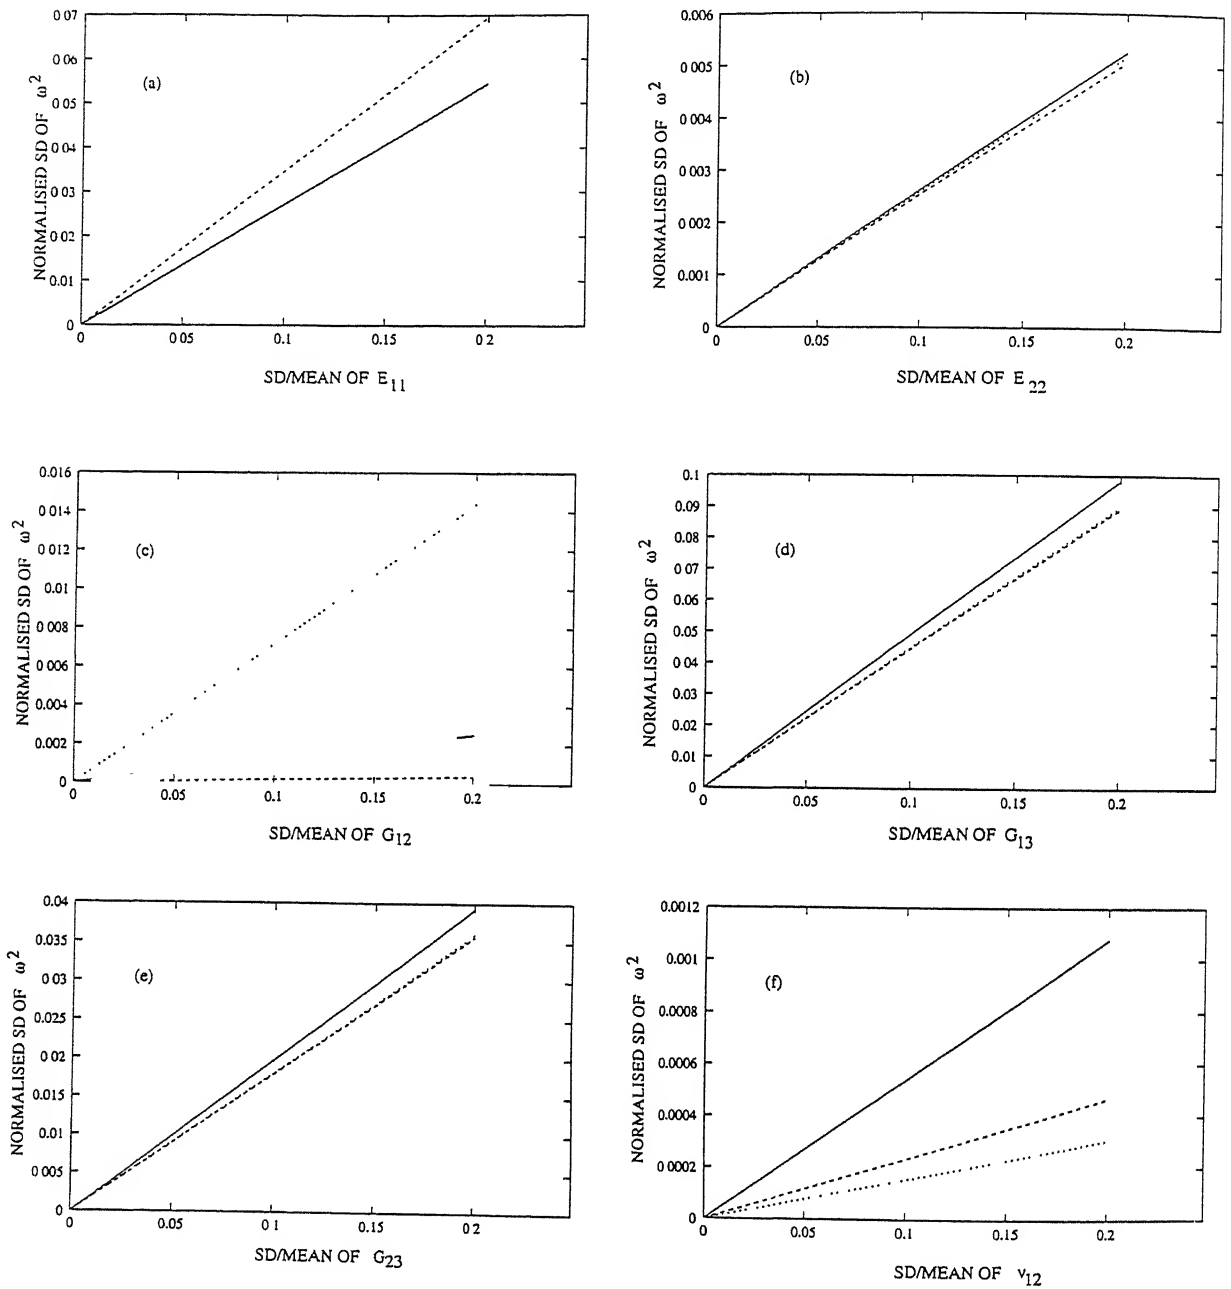 0.07
0 06
0 05
0 04
0 03
0 02
0.01
0
NORMALISED SD OF ω²
(a)
0 0.05 0.1 0.15 0 2
SD/MEAN OF E₁₁
0.006
0.005
0.004
0.003
0.002
0.001
0
NORMALISED SD OF ω²
(b)
0 0.05 0.1 0.15 0.2
SD/MEAN OF E₂₂
0.016
0.014
0 012
0.01
0 008
0 006
0.004
0.002
0
NORMALISED SD OF ω²
(c)
0 0.05 0.1 0.15 0.2
SD/MEAN OF G₁₂
0.1
0.09
0.08
0 07
0.06
0.05
0.04
0.03
0.02
0.01
0
NORMALISED SD OF ω²
(d)
0 0.05 0.1 0.15 0.2
SD/MEAN OF G₁₃
0.04
0.035
0 03
0.025
0 02
0.015
0.01
0 005
0
NORMALISED SD OF ω²
(e)
0 0.05 0.1 0.15 0.2
SD/MEAN OF G₂₃
0.0012
0.001
0.0008
0.0006
0.0004
0 0002
0
NORMALISED SD OF ω²
(f)
0 0.05 0.1 0.15 0.2
SD/MEAN OF ν₁₂